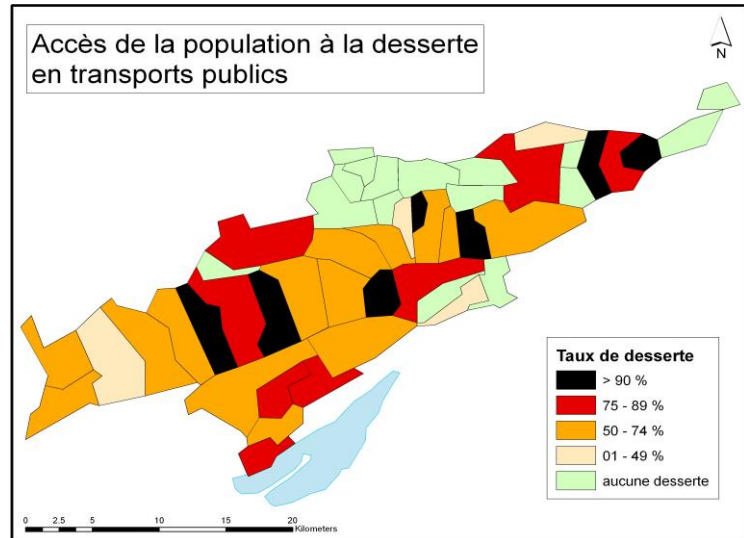 Accès de la population à la desserte
en transports publics
N
Taux de desserte
> 90 %
75 - 89 %
50 - 74 %
01 - 49 %
aucune desserte
0 2.5 5 10 15 20
Kilometers